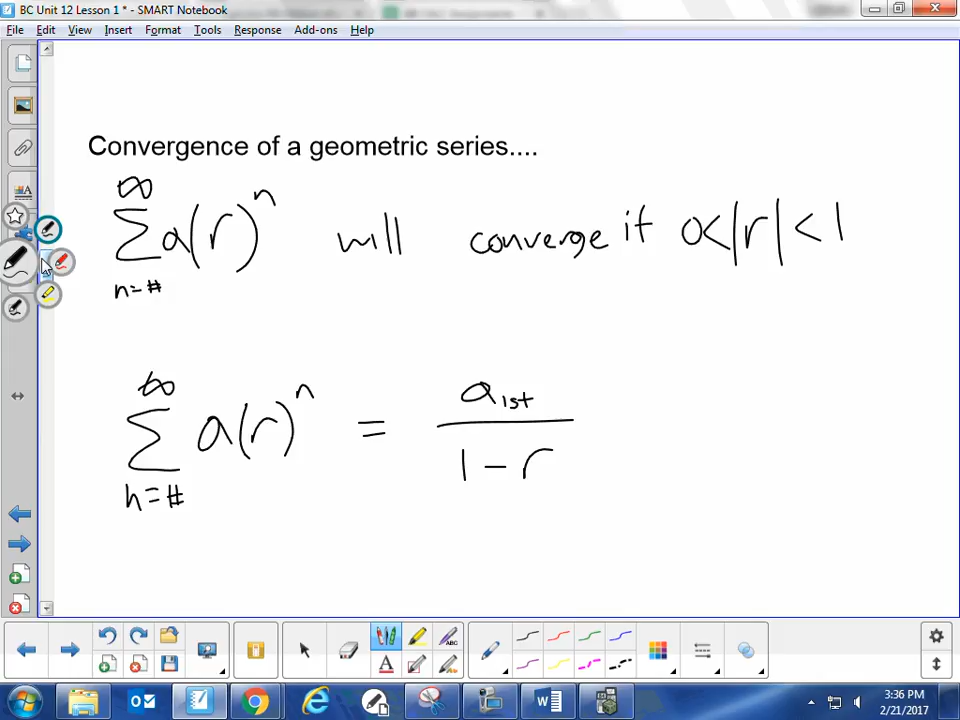 BC Unit 12 Lesson 1 * - SMART Notebook
File Edit View Insert Format Tools Response Add-ons Help
Convergence of a geometric series....
∞
∑ a(r)^n will converge if 0<|r|<1
n=#
∞
∑ a(r)^n = a_1st / 1-r
n=#
3:36 PM
2/21/2017